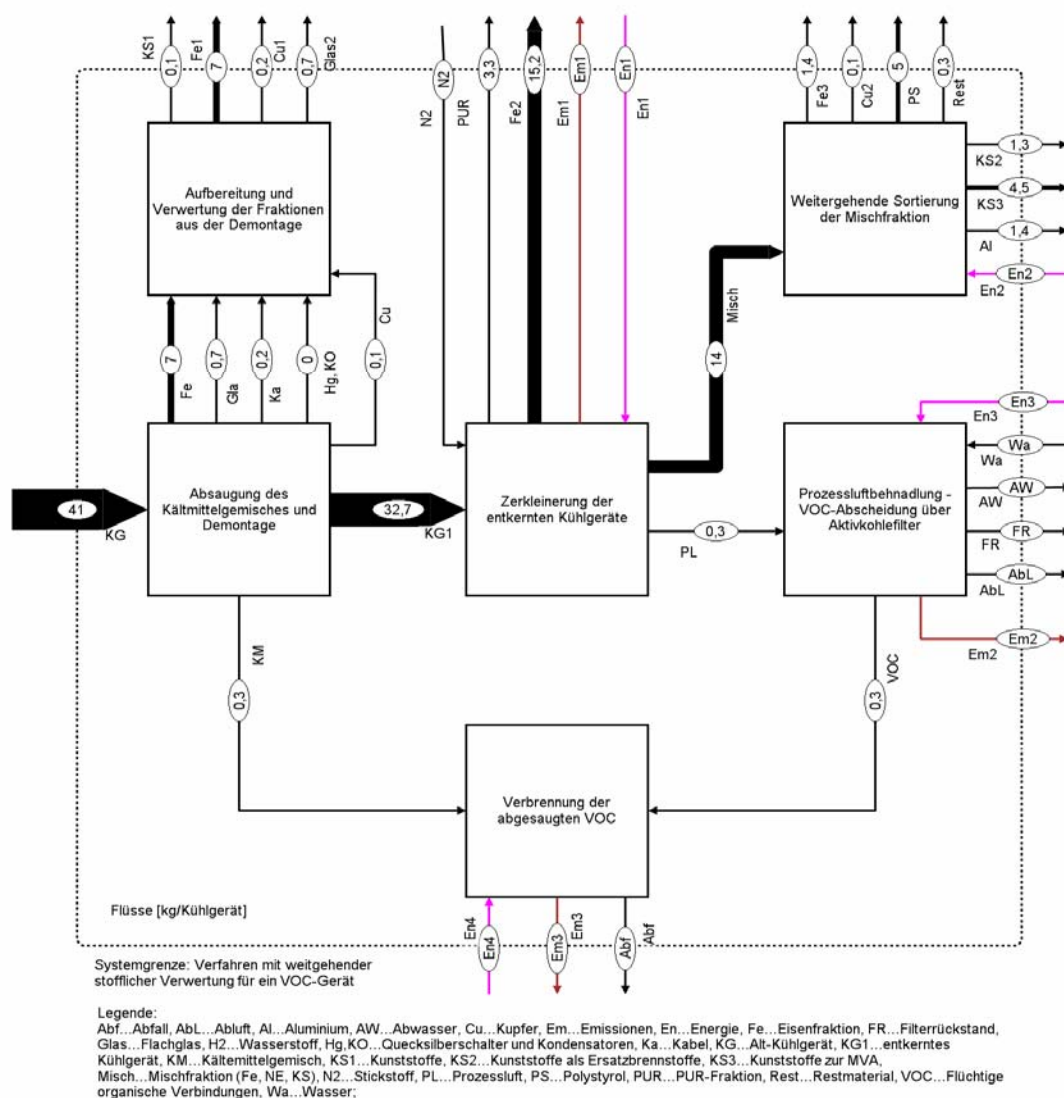 KS1
0,1
Fe1
7
Cu1
0,2
Glas2
0,7
N2
N2
PUR
3,3
Fe2
15,2
Em1
Em1
En1
En1
Fe3
1,4
Cu2
0,1
PS
5
Rest
0,3
Aufbereitung und
Verwertung der Fraktionen
aus der Demontage
Weitergehende Sortierung
der Mischfraktion
KS2
1,3
KS3
4,5
Al
1,4
En2
En2
Fe
7
Gla
0,7
Ka
0,2
Hg,KO
0
Cu
0,1
Misch
14
En3
En3
Wa
Wa
AW
AW
FR
FR
AbL
AbL
Em2
Em2
41
KG
Absaugung des
Kältmittelgemisches und
Demontage
32,7
KG1
Zerkleinerung der
entkernten Kühlgeräte
0,3
PL
Prozessluftbehnadlung -
VOC-Abscheidung über
Aktivkohlefilter
KM
0,3
VOC
0,3
Verbrennung der
abgesaugten VOC
En4
En4
Em3
Em3
Abf
Abf
Flüsse [kg/Kühlgerät]
Systemgrenze: Verfahren mit weitgehender
stofflicher Verwertung für ein VOC-Gerät
Legende:
Abf...Abfall, AbL...Abluft, Al...Aluminium, AW...Abwasser, Cu...Kupfer, Em...Emissionen, En...Energie, Fe...Eisenfraktion, FR...Filterrückstand,
Glas...Flachglas, H2...Wasserstoff, Hg,KO...Quecksilberschalter und Kondensatoren, Ka...Kabel, KG...Alt-Kühlgerät, KG1...entkerntes
Kühlgerät, KM...Kältemittelgemisch, KS1...Kunststoffe, KS2...Kunststoffe als Ersatzbrennstoffe, KS3...Kunststoffe zur MVA,
Misch...Mischfraktion (Fe, NE, KS), N2...Stickstoff, PL...Prozessluft, PS...Polystyrol, PUR...PUR-Fraktion, Rest...Restmaterial, VOC...Flüchtige
organische Verbindungen, Wa...Wasser;